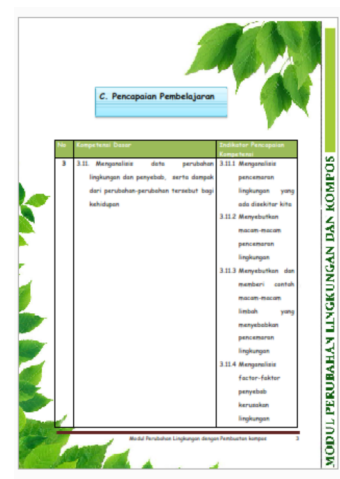 C. Pencapaian Pembelajaran
No
Kompetensi Dasar
Indikator Pencapaian
Kompetensi
3
3.11. Menganalisis data perubahan
lingkungan dan penyebab, serta dampak
dari perubahan-perubahan tersebut bagi
kehidupan
3.11.1 Menganalisis
pencemaran
lingkungan yang
ada disekitar kita
3.11.2 Menyebutkan
macam-macam
pencemaran
lingkungan
3.11.3 Menyebutkan dan
memberi contoh
macam-macam
limbah yang
menyebabkan
pencemaran
lingkungan
3.11.4 Menganalisis
factor-faktor
penyebab
kerusakan
lingkungan
Modul Perubahan Lingkungan dengan Pembuatan kompos 3
MODUL PERUBAHAN LINGKUNGAN DAN KOMPOS